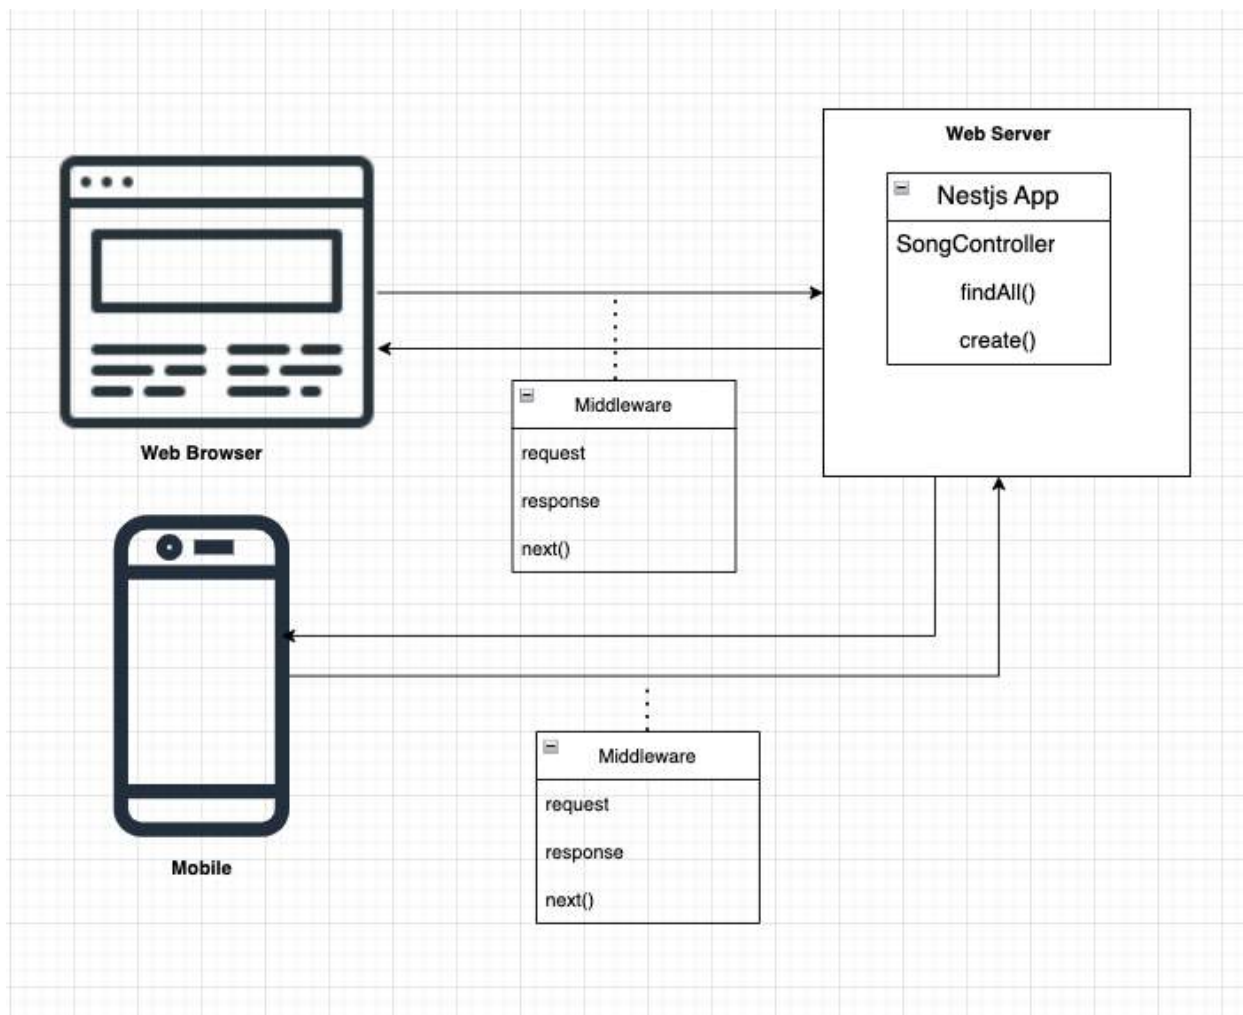 Web Server
Nestjs App
SongController
findAll()
create()
Middleware
request
response
next()
Web Browser
Middleware
request
response
next()
Mobile